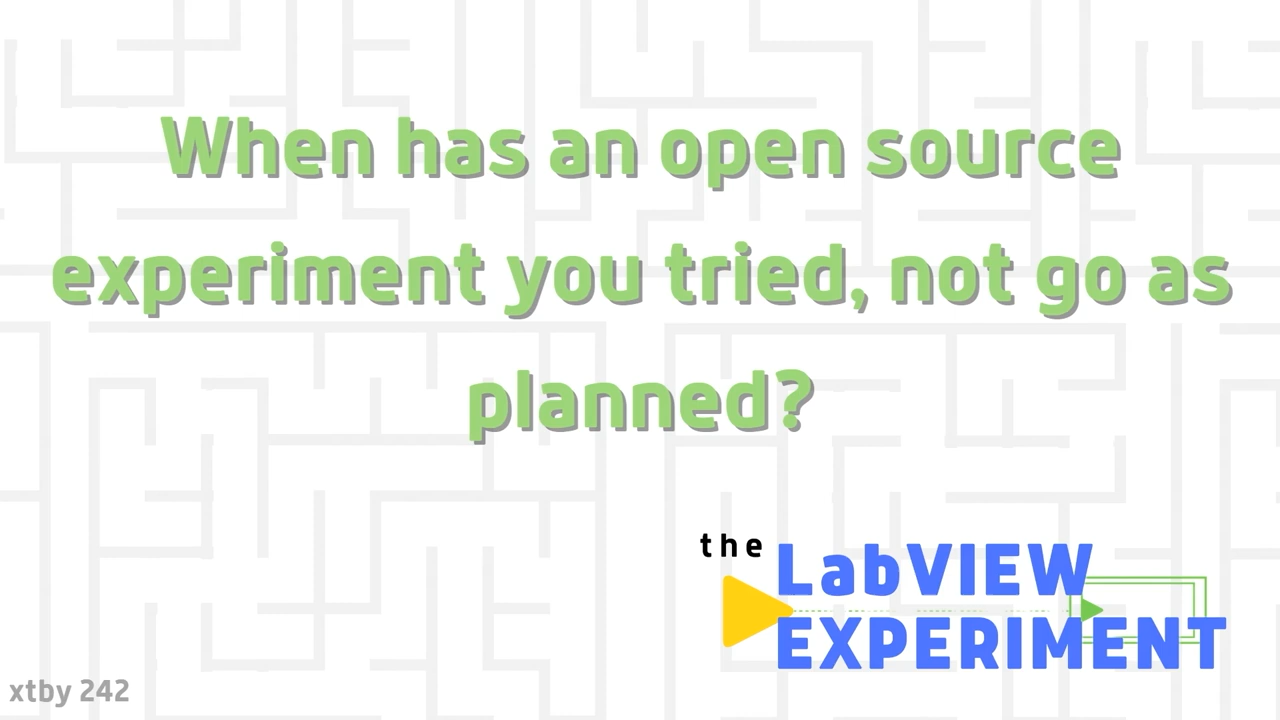 When has an open source
experiment you tried, not go as
planned?
the
LabVIEW
EXPERIMENT
xtby 242